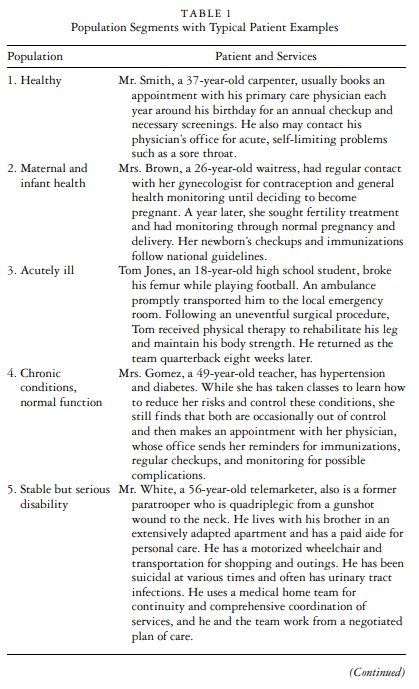 TABLE 1
Population Segments with Typical Patient Examples
Population Patient and Services
1. Healthy Mr. Smith, a 37-year-old carpenter, usually books an
appointment with his primary care physician each
year around his birthday for an annual checkup and
necessary screenings. He also may contact his
physician's office for acute, self-limiting problems
such as a sore throat.
2. Maternal and Mrs. Brown, a 26-year-old waitress, had regular contact
infant health with her gynecologist for contraception and general
health monitoring until deciding to become
pregnant. A year later, she sought fertility treatment
and had monitoring through normal pregnancy and
delivery. Her newborn's checkups and immunizations
follow national guidelines.
3. Acutely ill Tom Jones, an 18-year-old high school student, broke
his femur while playing football. An ambulance
promptly transported him to the local emergency
room. Following an uneventful surgical procedure,
Tom received physical therapy to rehabilitate his leg
and maintain his body strength. He returned as the
team quarterback eight weeks later.
4. Chronic Mrs. Gomez, a 49-year-old teacher, has hypertension
conditions, and diabetes. While she has taken classes to learn how
normal function to reduce her risks and control these conditions, she
still finds that both are occasionally out of control
and then makes an appointment with her physician,
whose office sends her reminders for immunizations,
regular checkups, and monitoring for possible
complications.
5. Stable but serious Mr. White, a 56-year-old telemarketer, also is a former
disability paratrooper who is quadriplegic from a gunshot
wound to the neck. He lives with his brother in an
extensively adapted apartment and has a paid aide for
personal care. He has a motorized wheelchair and
transportation for shopping and outings. He has been
suicidal at various times and often has urinary tract
infections. He uses a medical home team for
continuity and comprehensive coordination of
services, and he and the team work from a negotiated
plan of care.
(Continued)